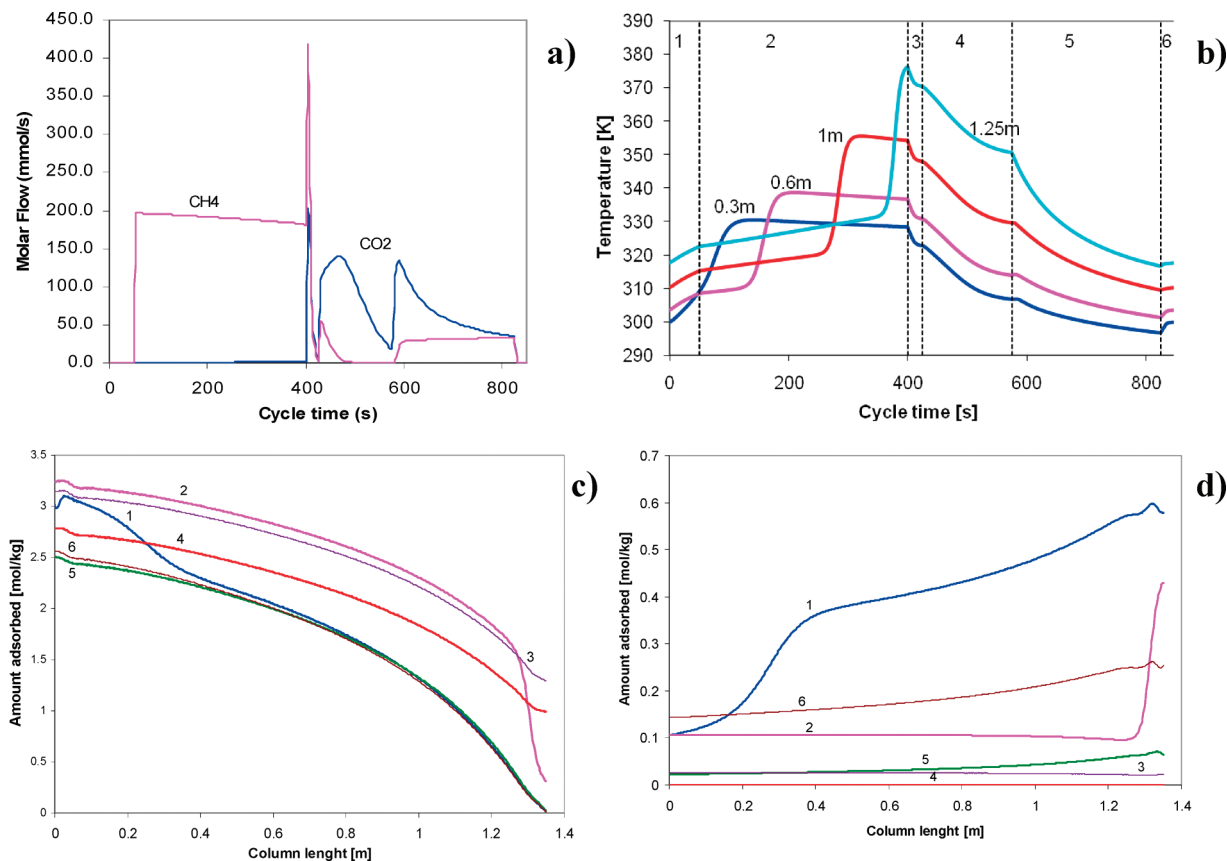 a)
Molar Flow (mmol/s)
450.0
400.0
350.0
300.0
250.0
200.0
150.0
100.0
50.0
0.0
CH4
CO2
0 200 400 600 800
Cycle time (s)
b)
Temperature [K]
390
380
370
360
350
340
330
320
310
300
290
1 2 3 4 5 6
1.25m
1m
0.6m
0.3m
0 200 400 600 800
Cycle time [s]
c)
Amount adsorbed [mol/kg]
3.5
3
2.5
2
1.5
1
0.5
0
2
1
4
6
5
3
0 0.2 0.4 0.6 0.8 1 1.2 1.4
Column lenght [m]
d)
Amount adsorbed [mol/kg]
0.7
0.6
0.5
0.4
0.3
0.2
0.1
0
1
6
2
5
3
4
0 0.2 0.4 0.6 0.8 1 1.2 1.4
Column lenght [m]